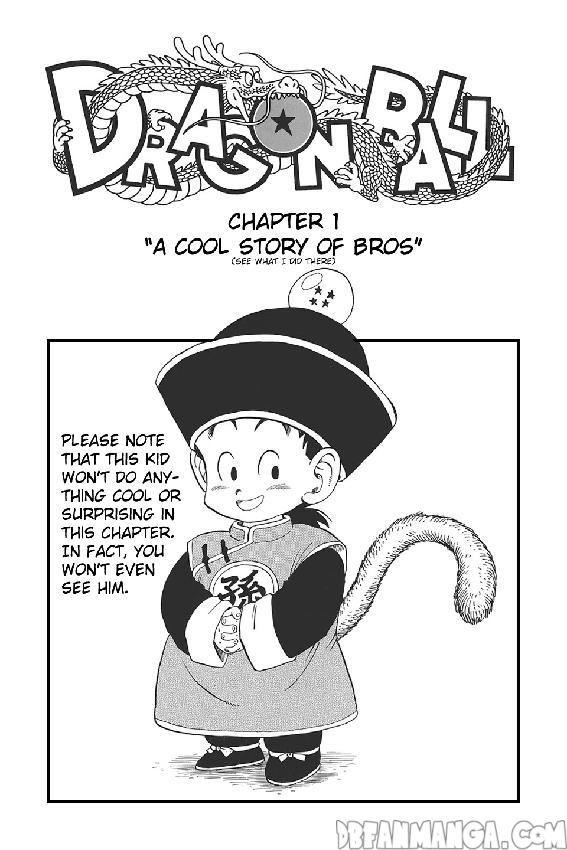 DRAGON BALL
CHAPTER 1
"A COOL STORY OF BROS"
(SEE WHAT I DID THERE)
PLEASE NOTE
THAT THIS KID
WON'T DO ANY-
THING COOL OR
SURPRISING IN
THIS CHAPTER.
IN FACT, YOU
WON'T EVEN
SEE HIM.
孫
DBFANMANGA.COM